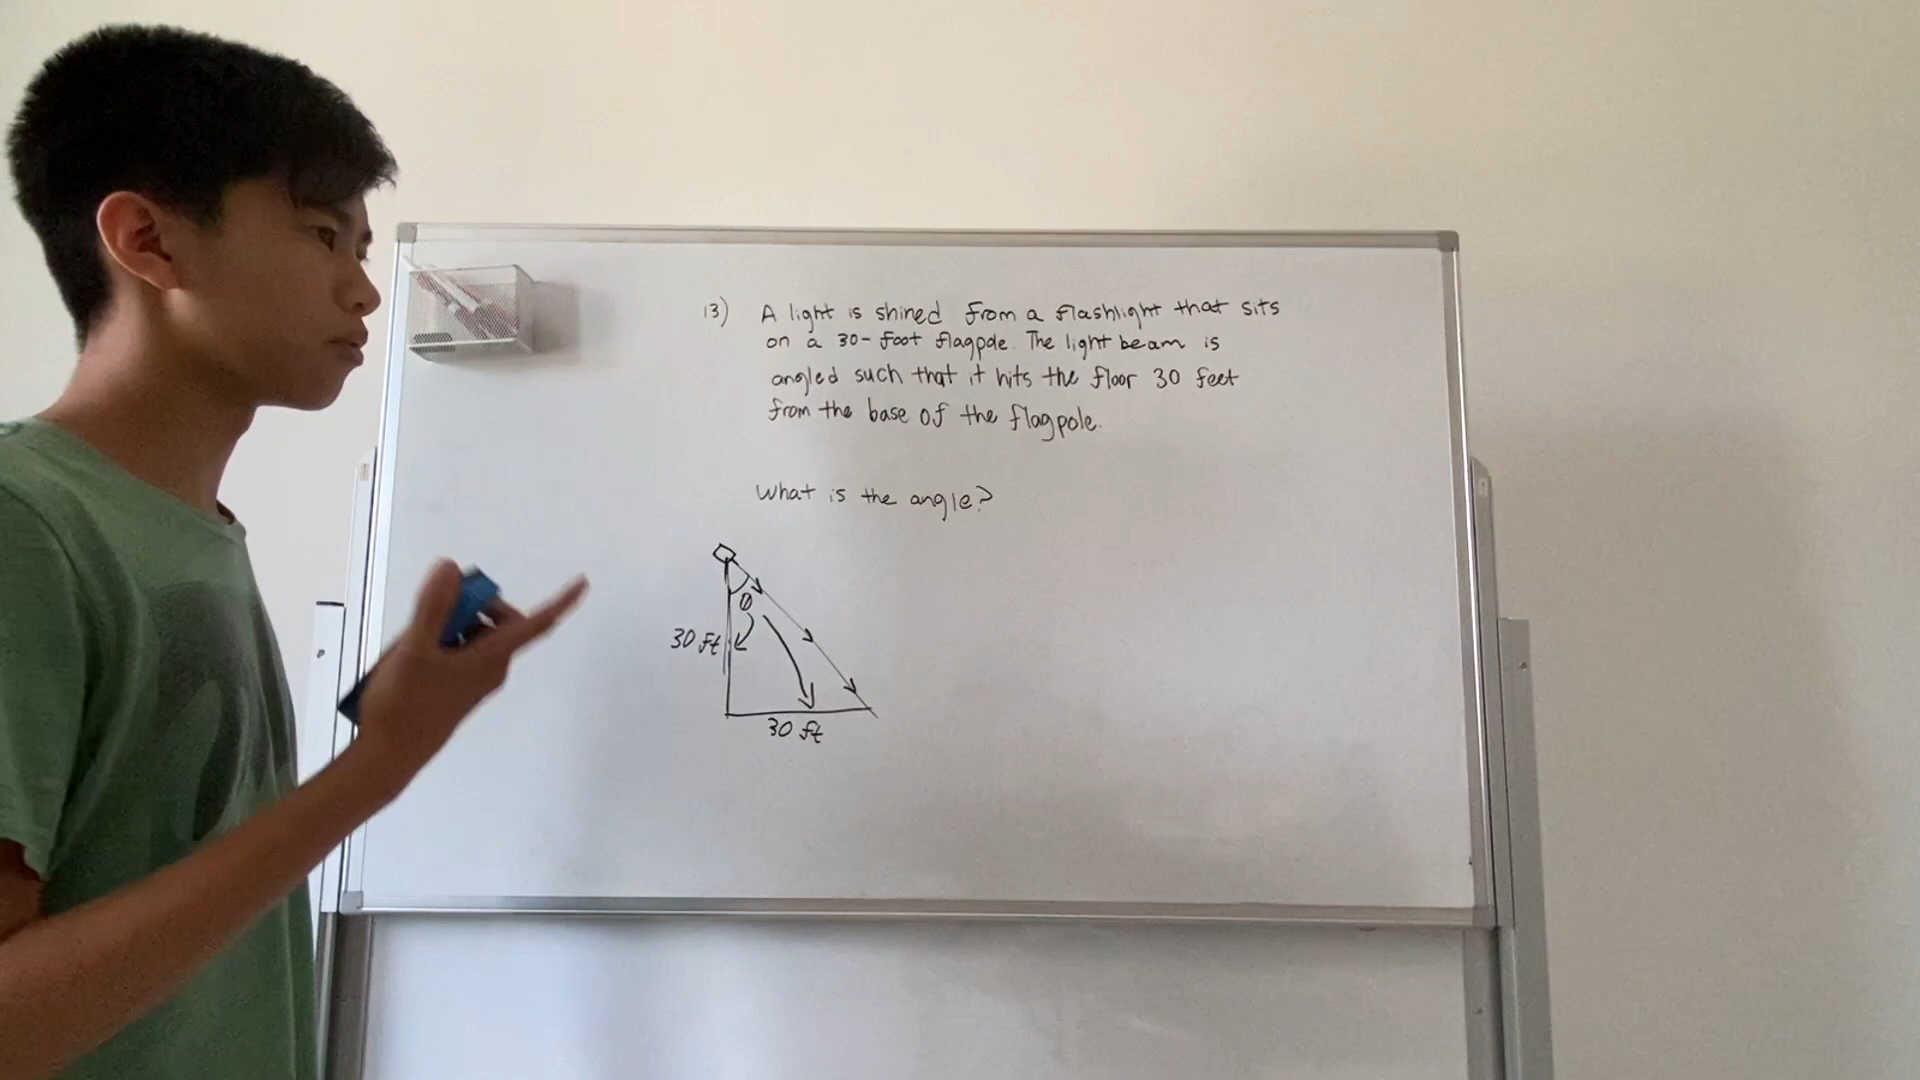 13) A light is shined from a flashlight that sits
on a 30-foot flagpole. The light beam is
angled such that it hits the floor 30 feet
from the base of the flagpole.
What is the angle?
θ
30 ft
30 ft